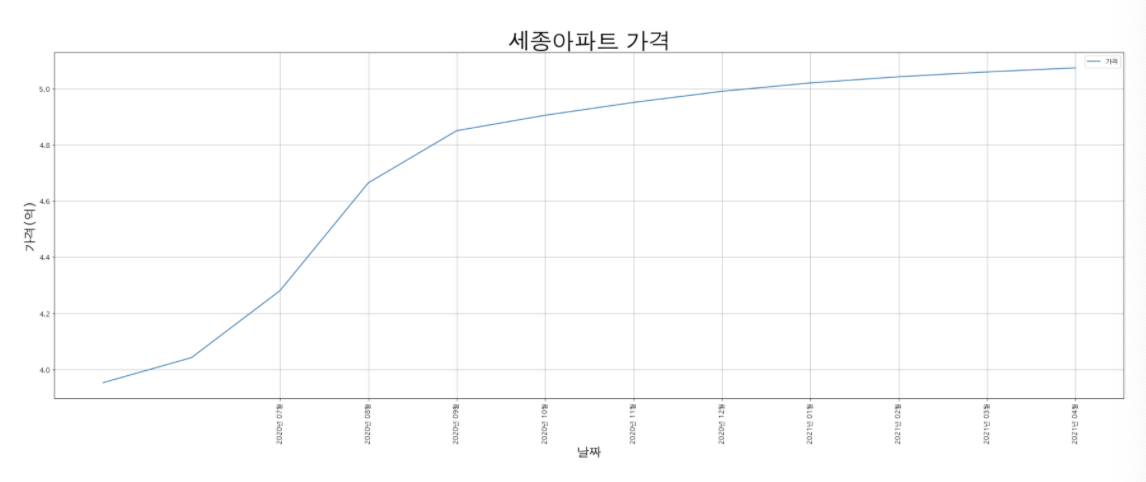 세종아파트 가격
가격
가격(억)
5.0
4.8
4.6
4.4
4.2
4.0
2020년 07월
2020년 08월
2020년 09월
2020년 10월
2020년 11월
2020년 12월
2021년 01월
2021년 02월
2021년 03월
2021년 04월
날짜